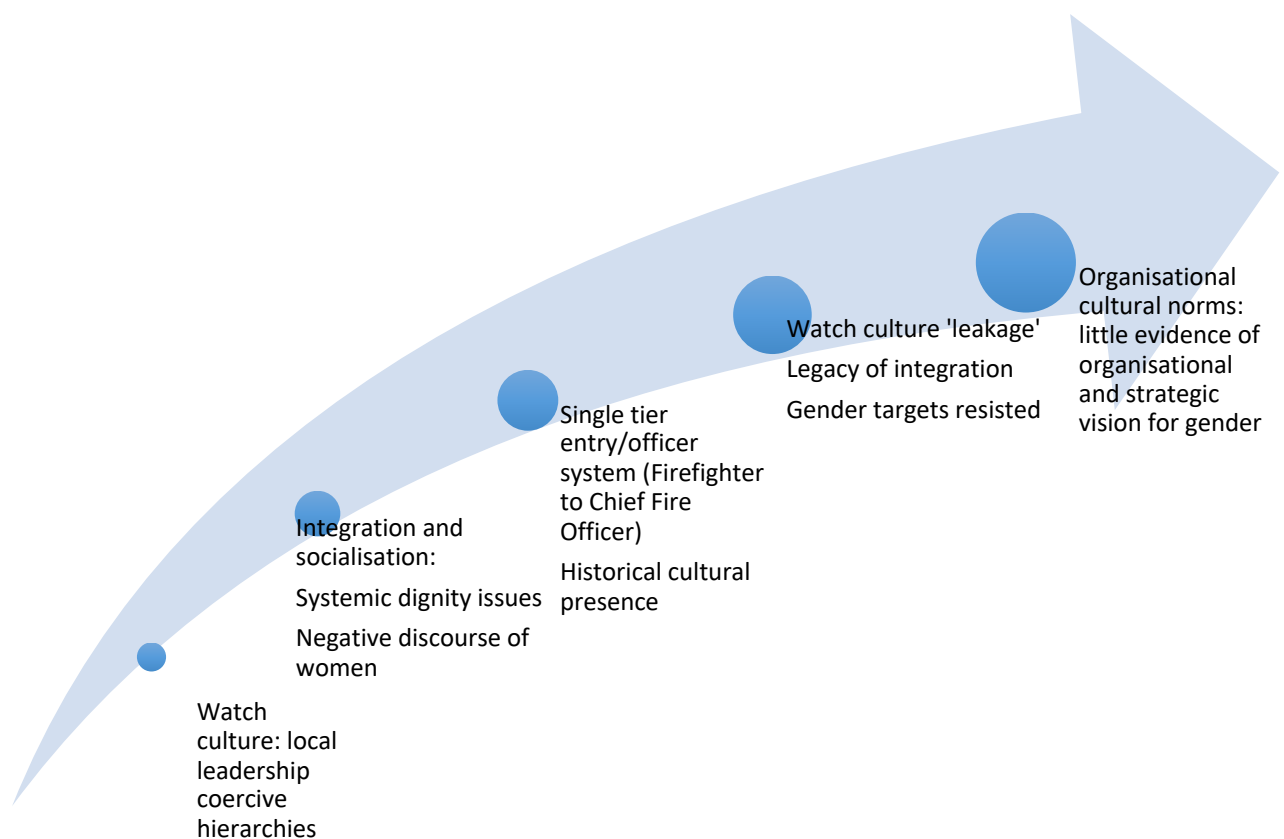 Watch
culture: local
leadership
coercive
hierarchies
Integration and
socialisation:
Systemic dignity issues
Negative discourse of
women
Single tier
entry/officer
system (Firefighter
to Chief Fire
Officer)
Historical cultural
presence
Watch culture 'leakage'
Legacy of integration
Gender targets resisted
Organisational
cultural norms:
little evidence of
organisational
and strategic
vision for gender